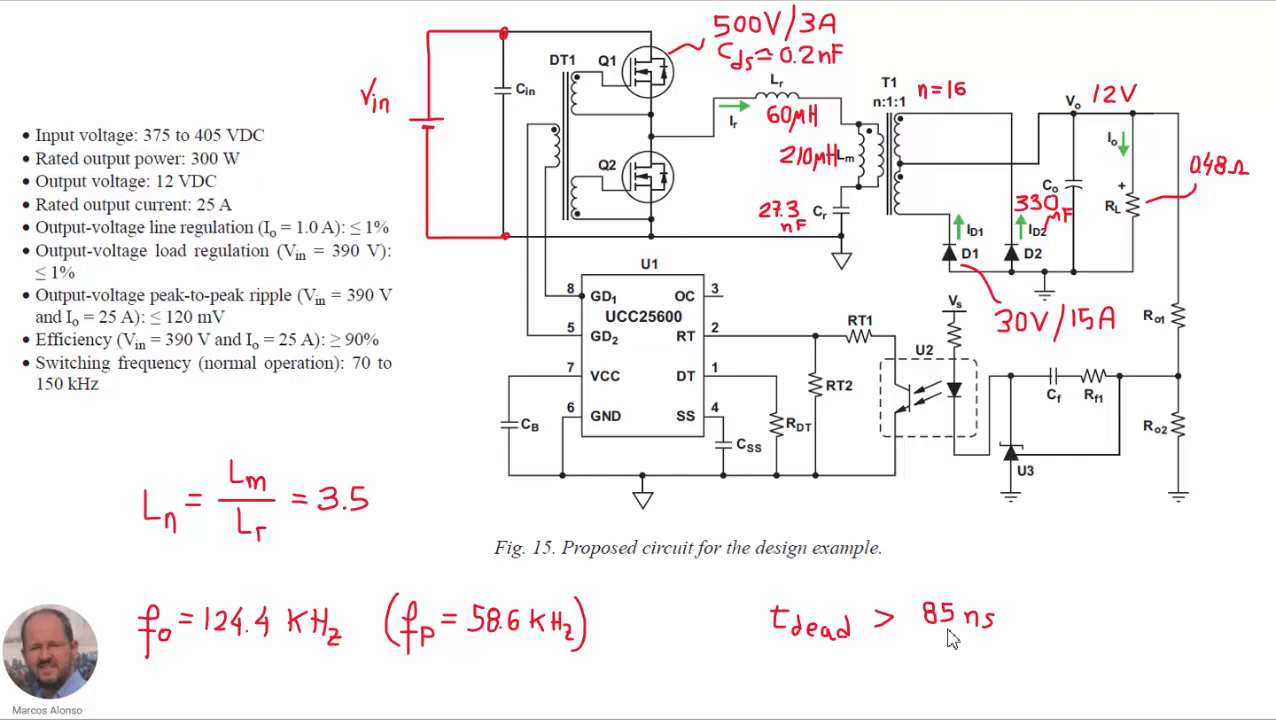 500V/3A
Cds ≈ 0.2nF
Vin
Q1
DT1
Cin
Lr
60μH
Ir
T1
n:1:1
n=16
Vo
12V
Io
210μH
Lm
Q2
27.3
nF
Cr
Co
330
μF
+
RL
0.48Ω
ID1
ID2
D1
D2
30V/15A
• Input voltage: 375 to 405 VDC
• Rated output power: 300 W
• Output voltage: 12 VDC
• Rated output current: 25 A
• Output-voltage line regulation (Io = 1.0 A): ≤ 1%
• Output-voltage load regulation (Vin = 390 V):
≤ 1%
• Output-voltage peak-to-peak ripple (Vin = 390 V
and Io = 25 A): ≤ 120 mV
• Efficiency (Vin = 390 V and Io = 25 A): ≥ 90%
• Switching frequency (normal operation): 70 to
150 kHz
U1
8 GD1 OC 3
UCC25600
5 GD2 RT 2
7 VCC DT 1
6 GND SS 4
CB
CSS
RDT
RT1
RT2
U2
Vs
Cf
Rf1
U3
Ro1
Ro2
Ln = Lm / Lr = 3.5
Fig. 15. Proposed circuit for the design example.
fo = 124.4 KHz (fp = 58.6 KHz) tdead > 85 ns
Marcos Alonso